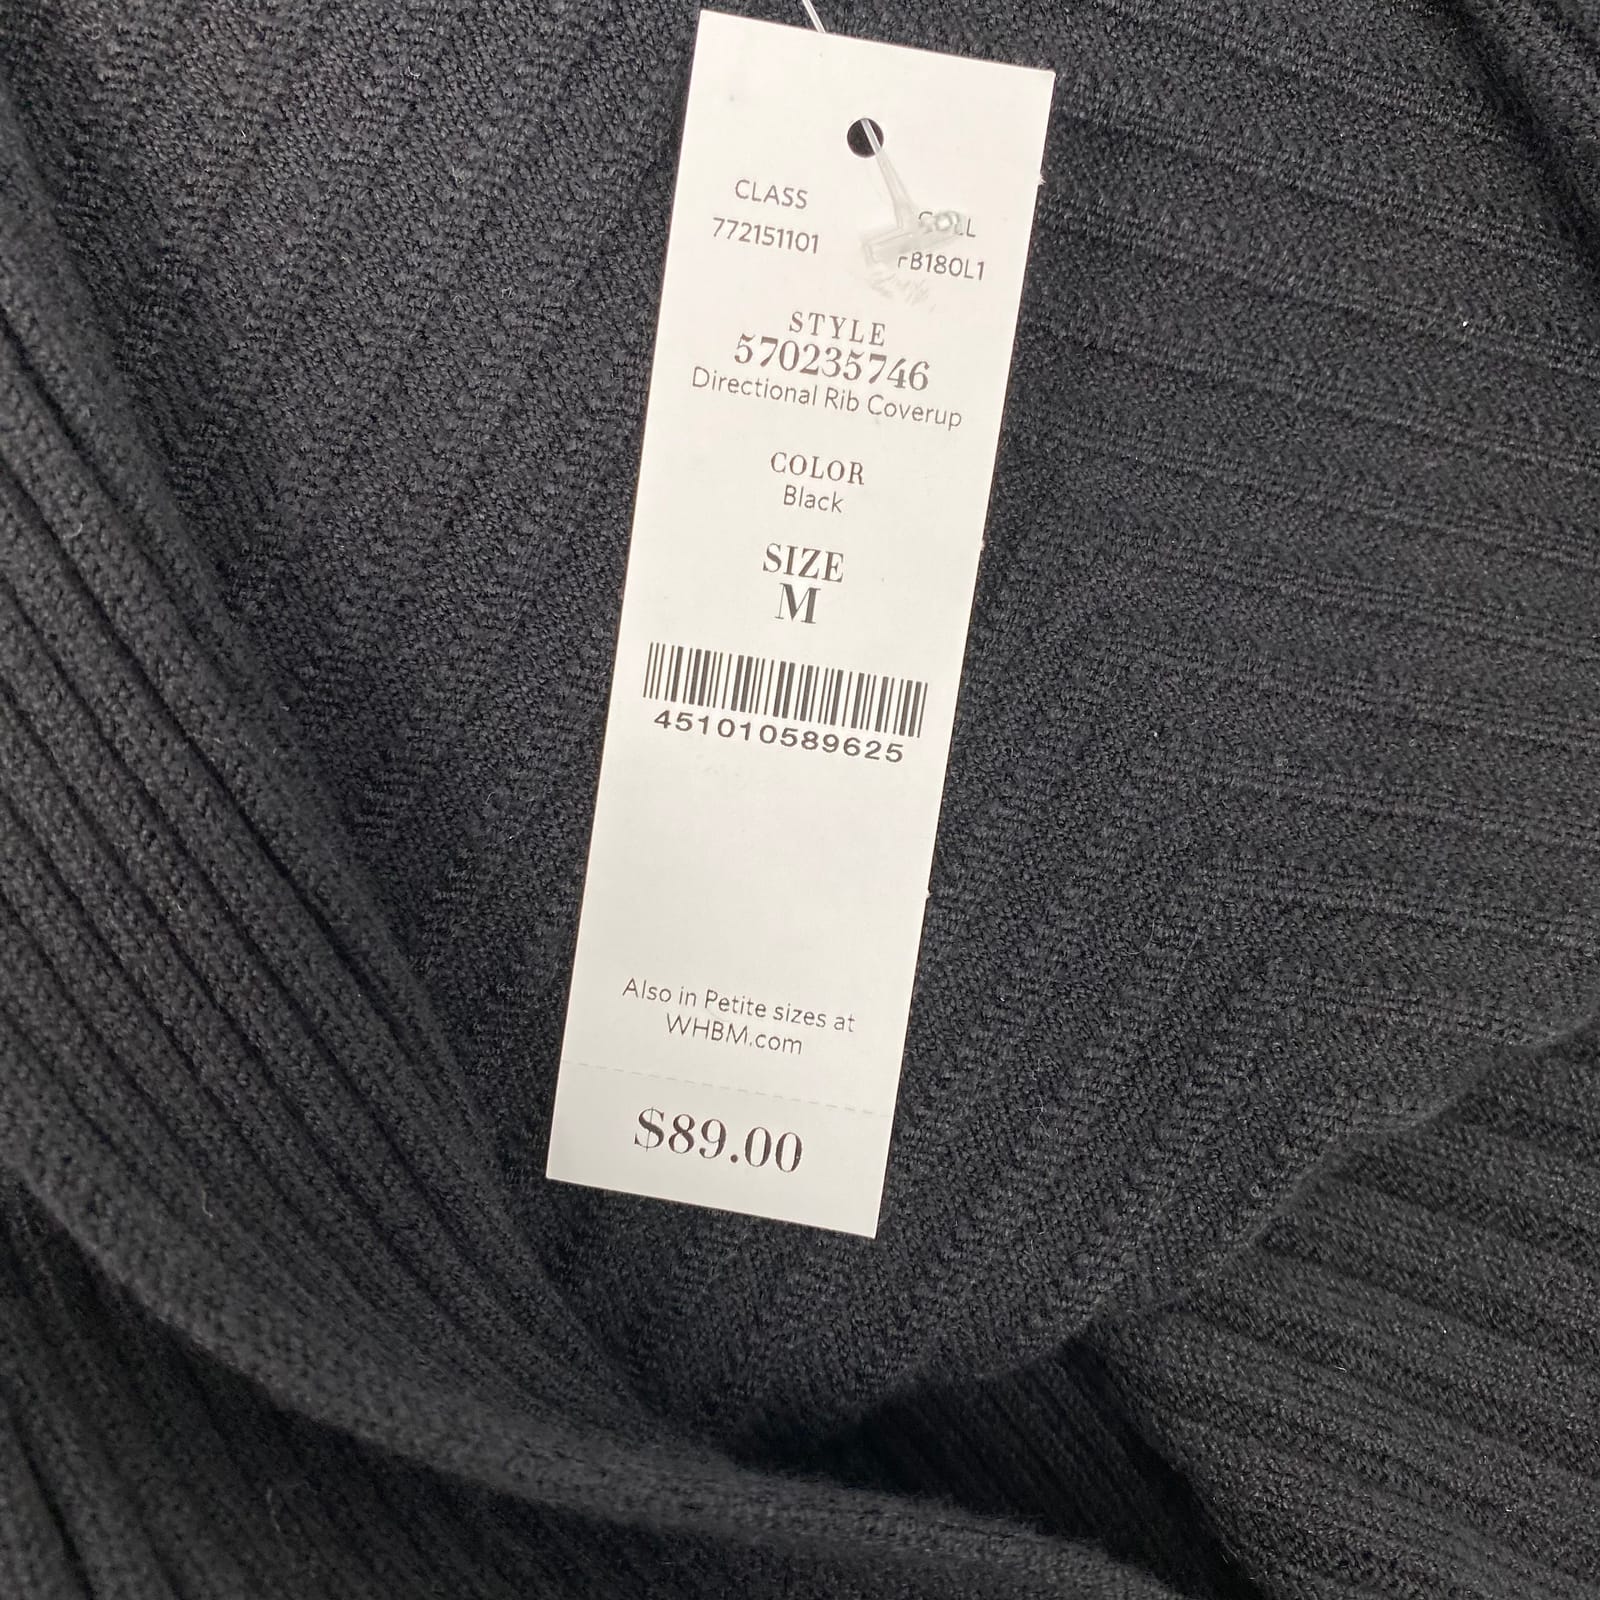 CLASS
772151101
COLL
STYLE
570235746
Directional Rib Coverup
COLOR
Black
SIZE
M
451010589625
Also in Petite sizes at
WHBM.com
$89.00